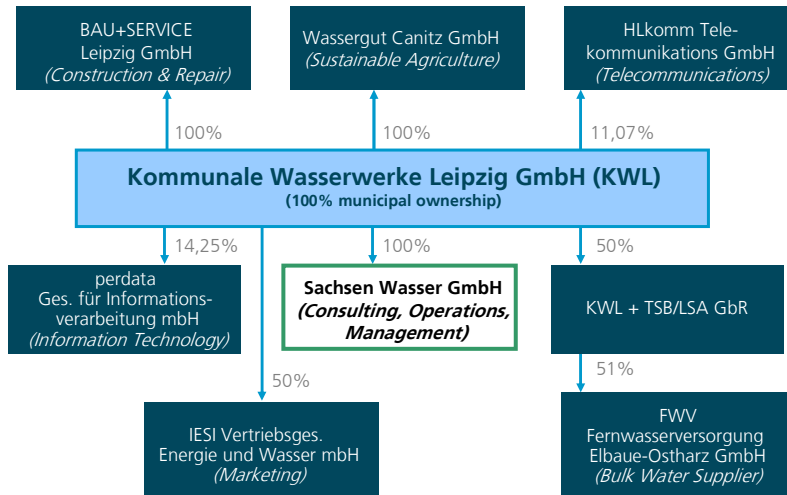 BAU+SERVICE
Leipzig GmbH
(Construction & Repair)
Wassergut Canitz GmbH
(Sustainable Agriculture)
HLkomm Tele-
kommunikations GmbH
(Telecommunications)
100%
100%
11,07%
Kommunale Wasserwerke Leipzig GmbH (KWL)
(100% municipal ownership)
14,25%
100%
50%
perdata
Ges. für Informations-
verarbeitung mbH
(Information Technology)
Sachsen Wasser GmbH
(Consulting, Operations,
Management)
KWL + TSB/LSA GbR
50%
51%
IESI Vertriebsges.
Energie und Wasser mbH
(Marketing)
FWV
Fernwasserversorgung
Elbaue-Ostharz GmbH
(Bulk Water Supplier)